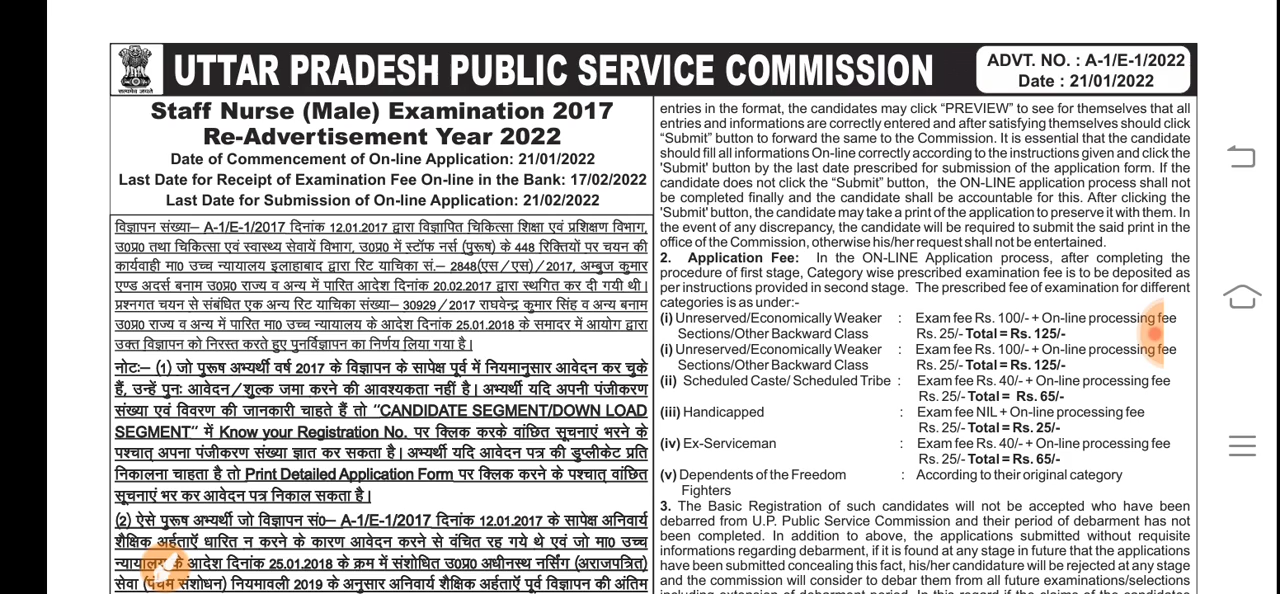 UTTAR PRADESH PUBLIC SERVICE COMMISSION
ADVT. NO. : A-1/E-1/2022
Date : 21/01/2022
सत्यमेव जयते
Staff Nurse (Male) Examination 2017
Re-Advertisement Year 2022
Date of Commencement of On-line Application: 21/01/2022
Last Date for Receipt of Examination Fee On-line in the Bank: 17/02/2022
Last Date for Submission of On-line Application: 21/02/2022
विज्ञापन संख्या– A-1/E-1/2017 दिनांक 12.01.2017 द्वारा विज्ञापित चिकित्सा शिक्षा एवं प्रशिक्षण विभाग,
उ0प्र0 तथा चिकित्सा एवं स्वास्थ्य सेवायें विभाग, उ0प्र0 में स्टॉफ नर्स (पुरूष) के 448 रिक्तियों पर चयन की
कार्यवाही मा0 उच्च न्यायालय इलाहाबाद द्वारा रिट याचिका सं.– 2848(एस/एस)/2017, अम्बुज कुमार
एण्ड अदर्स बनाम उ0प्र0 राज्य व अन्य में पारित आदेश दिनांक 20.02.2017 द्वारा स्थगित कर दी गयी थी।
प्रश्नगत चयन से संबंधित एक अन्य रिट याचिका संख्या– 30929/2017 राघवेन्द्र कुमार सिंह व अन्य बनाम
उ0प्र0 राज्य व अन्य में पारित मा0 उच्च न्यायालय के आदेश दिनांक 25.01.2018 के समादर में आयोग द्वारा
उक्त विज्ञापन को निरस्त करते हुए पुनर्विज्ञापन का निर्णय लिया गया है।
नोटः– (1) जो पुरूष अभ्यर्थी वर्ष 2017 के विज्ञापन के सापेक्ष पूर्व में नियमानुसार आवेदन कर चुके
हैं, उन्हें पुनः आवेदन/शुल्क जमा करने की आवश्यकता नहीं है। अभ्यर्थी यदि अपनी पंजीकरण
संख्या एवं विवरण की जानकारी चाहते हैं तो "CANDIDATE SEGMENT/DOWN LOAD
SEGMENT" में Know your Registration No. पर क्लिक करके वांछित सूचनाएं भरने के
पश्चात् अपना पंजीकरण संख्या ज्ञात कर सकता है। अभ्यर्थी यदि आवेदन पत्र की डुप्लीकेट प्रति
निकालना चाहता है तो Print Detailed Application Form पर क्लिक करने के पश्चात् वांछित
सूचनाएं भर कर आवेदन पत्र निकाल सकता है।
(2) ऐसे पुरूष अभ्यर्थी जो विज्ञापन सं0– A-1/E-1/2017 दिनांक 12.01.2017 के सापेक्ष अनिवार्य
शैक्षिक अर्हताऐं धारित न करने के कारण आवेदन करने से वंचित रह गये थे एवं जो मा0 उच्च
न्यायालय के आदेश दिनांक 25.01.2018 के क्रम में संशोधित उ0प्र0 अधीनस्थ नर्सिंग (अराजपत्रित)
सेवा (पंचम संशोधन) नियमावली 2019 के अनुसार अनिवार्य शैक्षिक अर्हताऐं पूर्व विज्ञापन की अंतिम
entries in the format, the candidates may click “PREVIEW” to see for themselves that all
entries and informations are correctly entered and after satisfying themselves should click
“Submit” button to forward the same to the Commission. It is essential that the candidate
should fill all informations On-line correctly according to the instructions given and click the
'Submit' button by the last date prescribed for submission of the application form. If the
candidate does not click the “Submit” button, the ON-LINE application process shall not
be completed finally and the candidate shall be accountable for this. After clicking the
'Submit' button, the candidate may take a print of the application to preserve it with them. In
the event of any discrepancy, the candidate will be required to submit the said print in the
office of the Commission, otherwise his/her request shall not be entertained.
2. Application Fee: In the ON-LINE Application process, after completing the
procedure of first stage, Category wise prescribed examination fee is to be deposited as
per instructions provided in second stage. The prescribed fee of examination for different
categories is as under:-
(i) Unreserved/Economically Weaker : Exam fee Rs. 100/- + On-line processing fee
Sections/Other Backward Class Rs. 25/- Total = Rs. 125/-
(i) Unreserved/Economically Weaker : Exam fee Rs. 100/- + On-line processing fee
Sections/Other Backward Class Rs. 25/- Total = Rs. 125/-
(ii) Scheduled Caste/ Scheduled Tribe : Exam fee Rs. 40/- + On-line processing fee
Rs. 25/- Total = Rs. 65/-
(iii) Handicapped : Exam fee NIL + On-line processing fee
Rs. 25/- Total = Rs. 25/-
(iv) Ex-Serviceman : Exam fee Rs. 40/- + On-line processing fee
Rs. 25/- Total = Rs. 65/-
(v) Dependents of the Freedom : According to their original category
Fighters
3. The Basic Registration of such candidates will not be accepted who have been
debarred from U.P. Public Service Commission and their period of debarment has not
been completed. In addition to above, the applications submitted without requisite
informations regarding debarment, if it is found at any stage in future that the applications
have been submitted concealing this fact, his/her candidature will be rejected at any stage
and the commission will consider to debar them from all future examinations/selections
including extension of debarment period. In this regard if the claims of the candidates